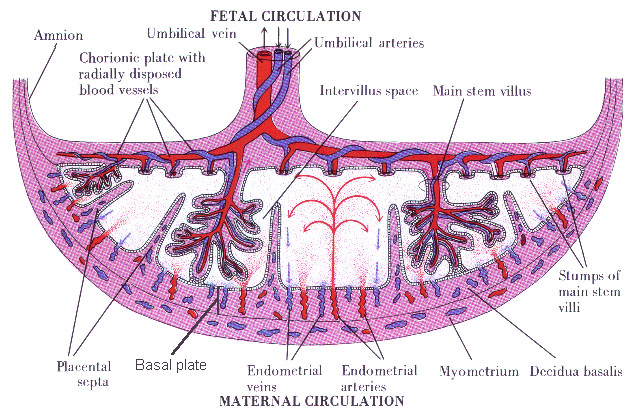 FETAL CIRCULATION
Umbilical vein
Umbilical arteries
Amnion
Chorionic plate with
radially disposed
blood vessels
Intervillus space
Main stem villus
Stumps of
main stem
villi
Placental
septa
Basal plate
Endometrial
veins
Endometrial
arteries
Myometrium
Decidua basalis
MATERNAL CIRCULATION